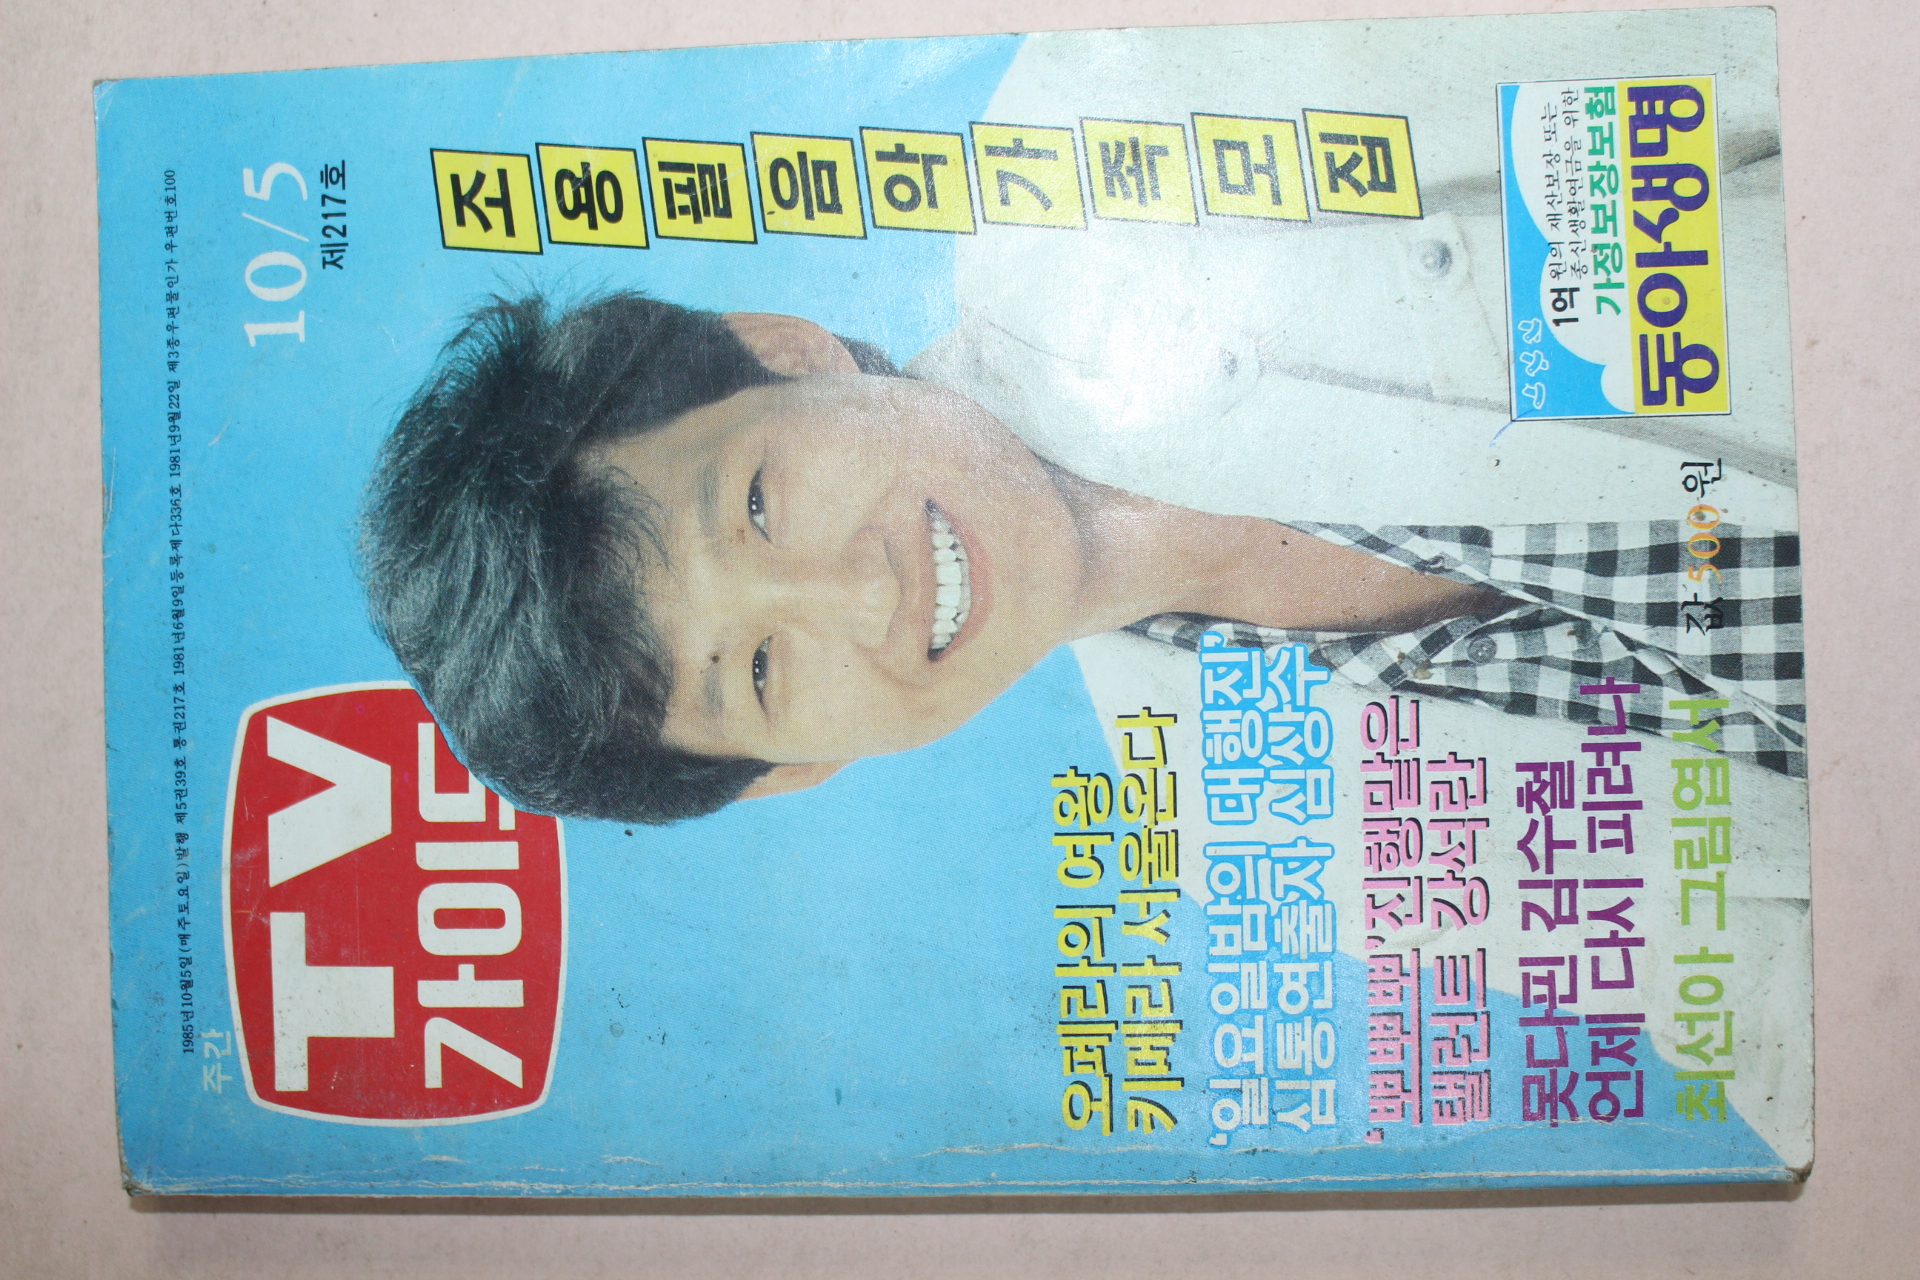 1985년10월5일(매주토요일)발행 제5권39호 통권217호 1981년6월9일등록제다336호 1981년9월22일 제3종우편물인가 우편번호100
주간
TV
가이드
10/5
제217호
조용필음악가족모집
오페라의 여왕
키메라 서울온다
'일요일밤의 대행진'
심통연출자 심상수
'뽀뽀뽀'진행맡은
탤런트 강석란
못다핀 김수철
언제 다시 피려나
최선아 그림엽서
값 500원
1억원의 재산보장 또는
종신생활연금을 위한
가정보장보험
동아생명